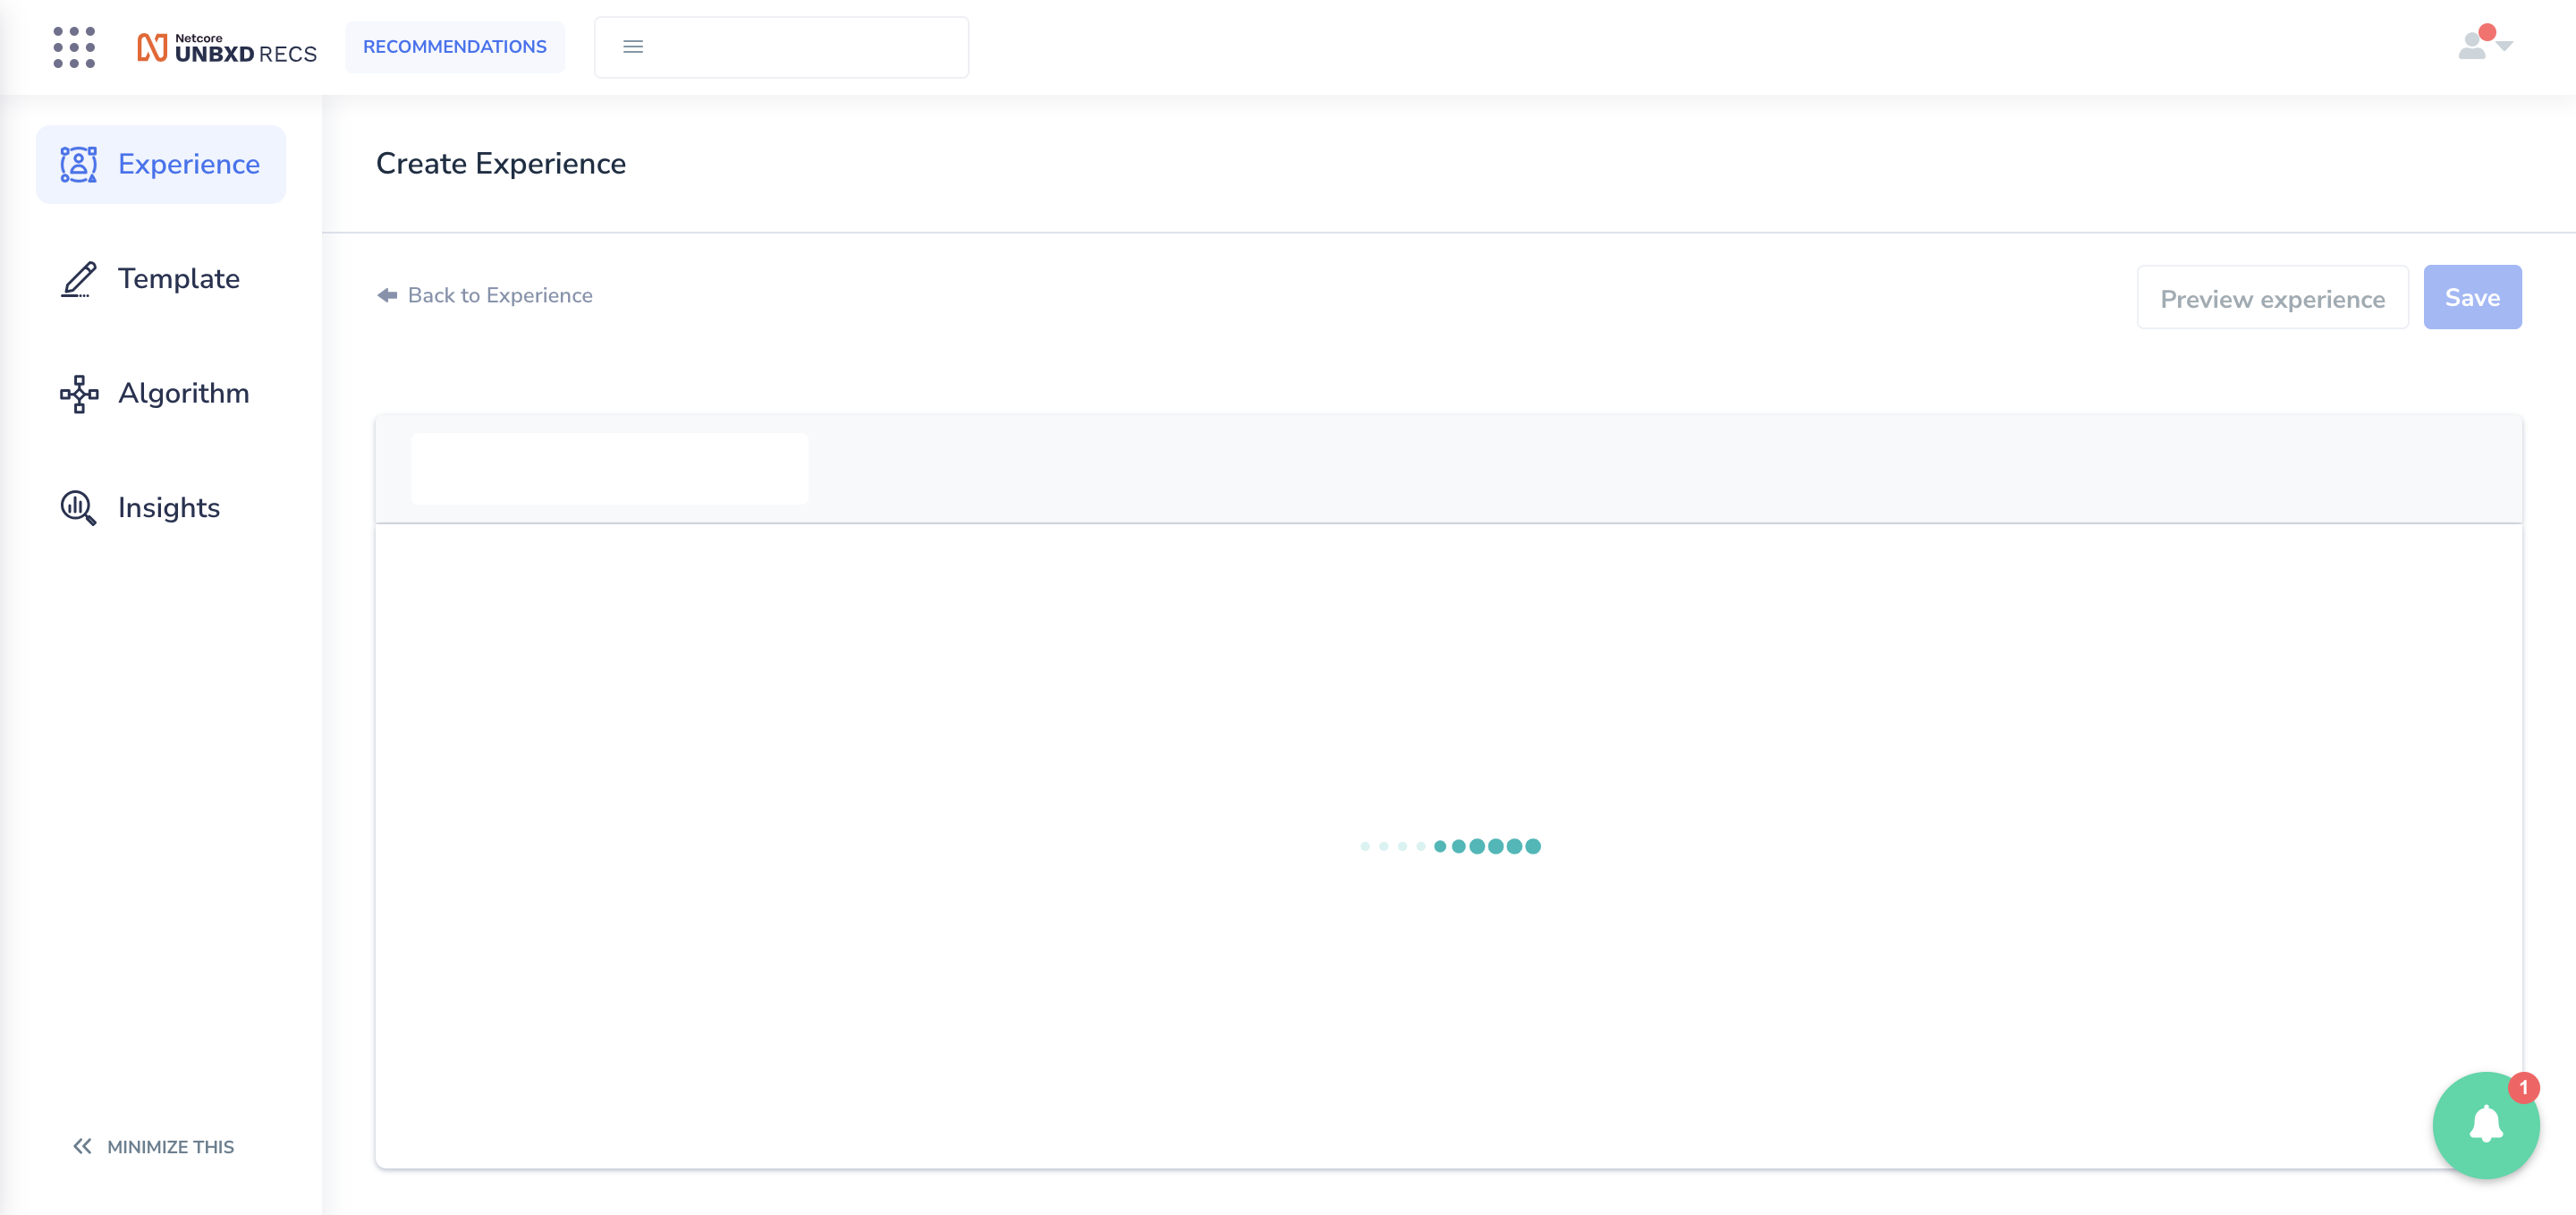 Netcore
UNBXD RECS
RECOMMENDATIONS
Experience
Template
Algorithm
Insights
MINIMIZE THIS
Create Experience
Back to Experience
Preview experience
Save
1